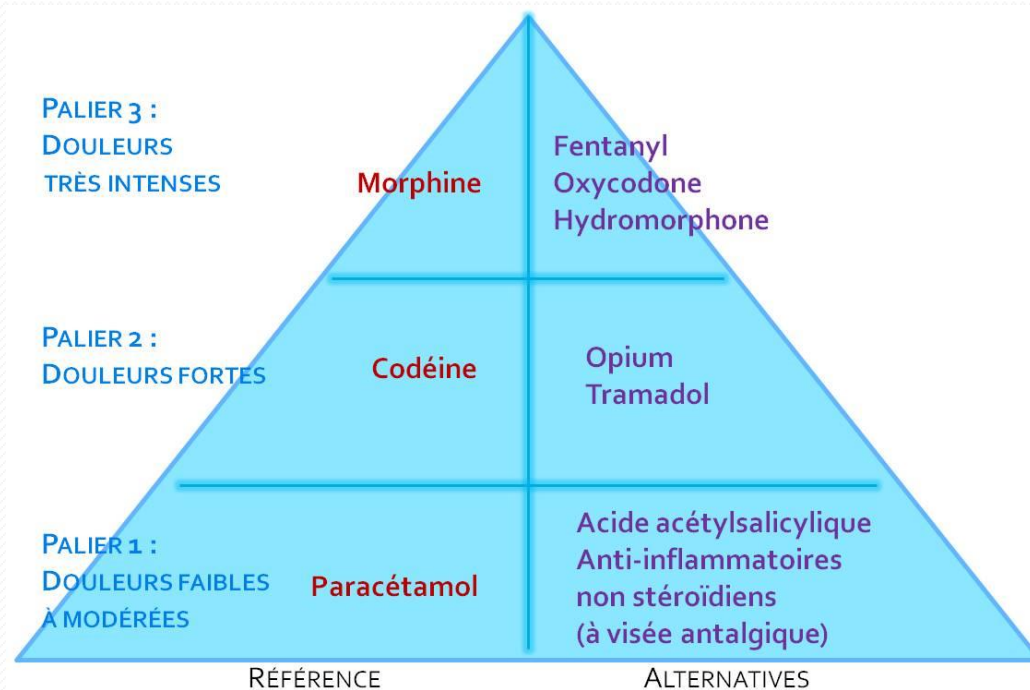 PALIER 3 :
DOULEURS
TRÈS INTENSES
Morphine
Fentanyl
Oxycodone
Hydromorphone
PALIER 2 :
DOULEURS FORTES
Codéine
Opium
Tramadol
PALIER 1 :
DOULEURS FAIBLES
À MODÉRÉES
Paracétamol
Acide acétylsalicylique
Anti-inflammatoires
non stéroïdiens
(à visée antalgique)
RÉFÉRENCE
ALTERNATIVES